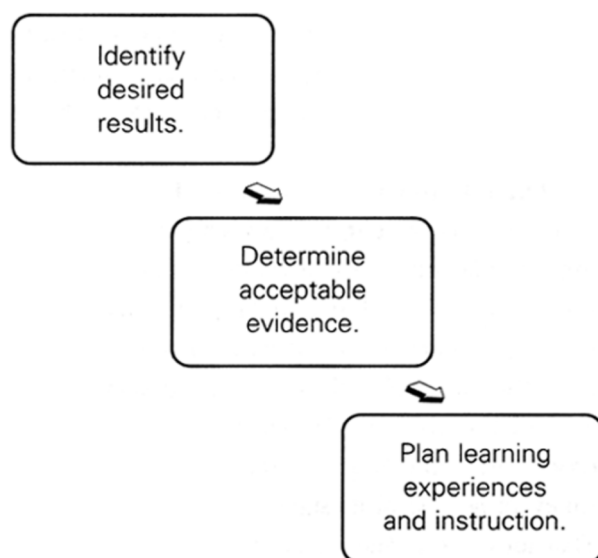 Identify
desired
results.
Determine
acceptable
evidence.
Plan learning
experiences
and instruction.